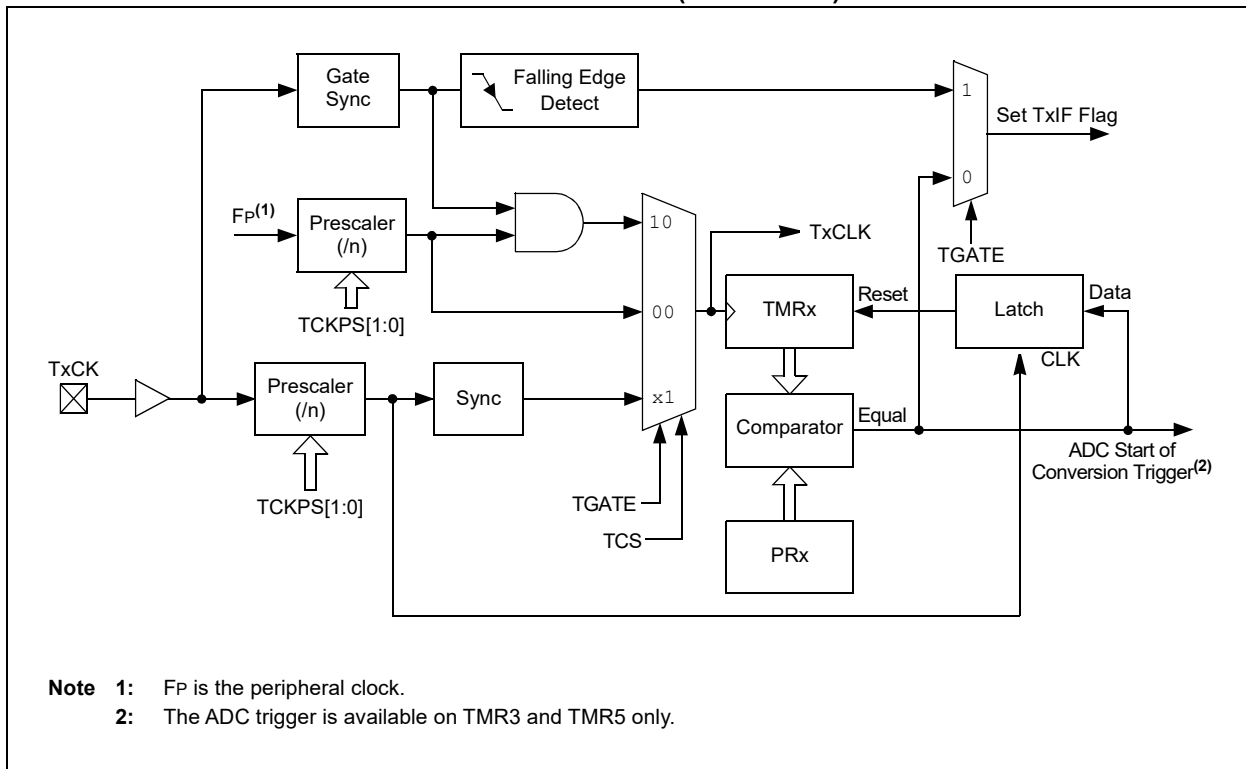 Gate
Sync
Falling Edge
Detect
1
Set TxIF Flag
0
TGATE
FP(1)
Prescaler
(/n)
TCKPS[1:0]
10
00
x1
TxCLK
TMRx
Reset
Latch
Data
CLK
TxCK
Prescaler
(/n)
Sync
TCKPS[1:0]
Comparator
Equal
ADC Start of
Conversion Trigger(2)
TGATE
TCS
PRx
Note 1: FP is the peripheral clock.
2: The ADC trigger is available on TMR3 and TMR5 only.